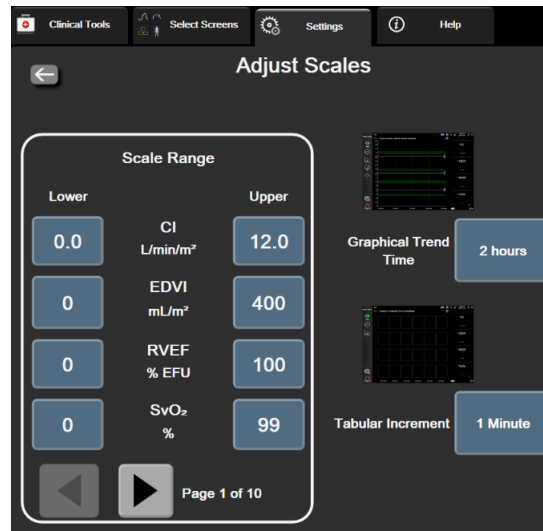 Clinical Tools
Select Screens
Settings
Help
Adjust Scales
Scale Range
Lower
Upper
0.0
CI
L/min/m²
12.0
0
EDVI
mL/m²
400
0
RVEF
% EFU
100
0
SvO₂
%
99
Page 1 of 10
Graphical Trend
Time
2 hours
Tabular Increment
1 Minute